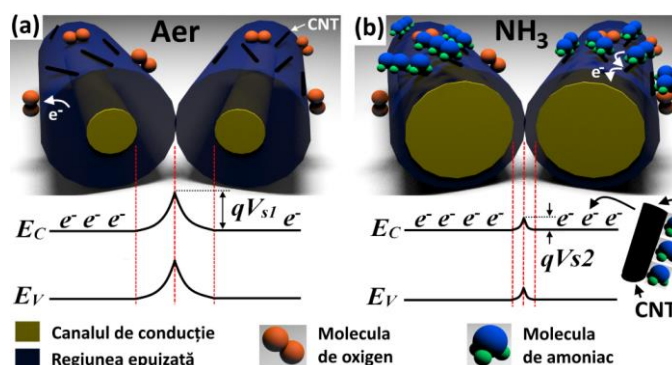 (a) Aer CNT
e-
E_C e- e- e- qV_s1 e-
E_V
(b) NH₃
e-
E_C e- e- e- e- e- e- e-
qVs2
E_V
CNT
Canalul de conducție
Regiunea epuizată
Molecula
de oxigen
Molecula
de amoniac